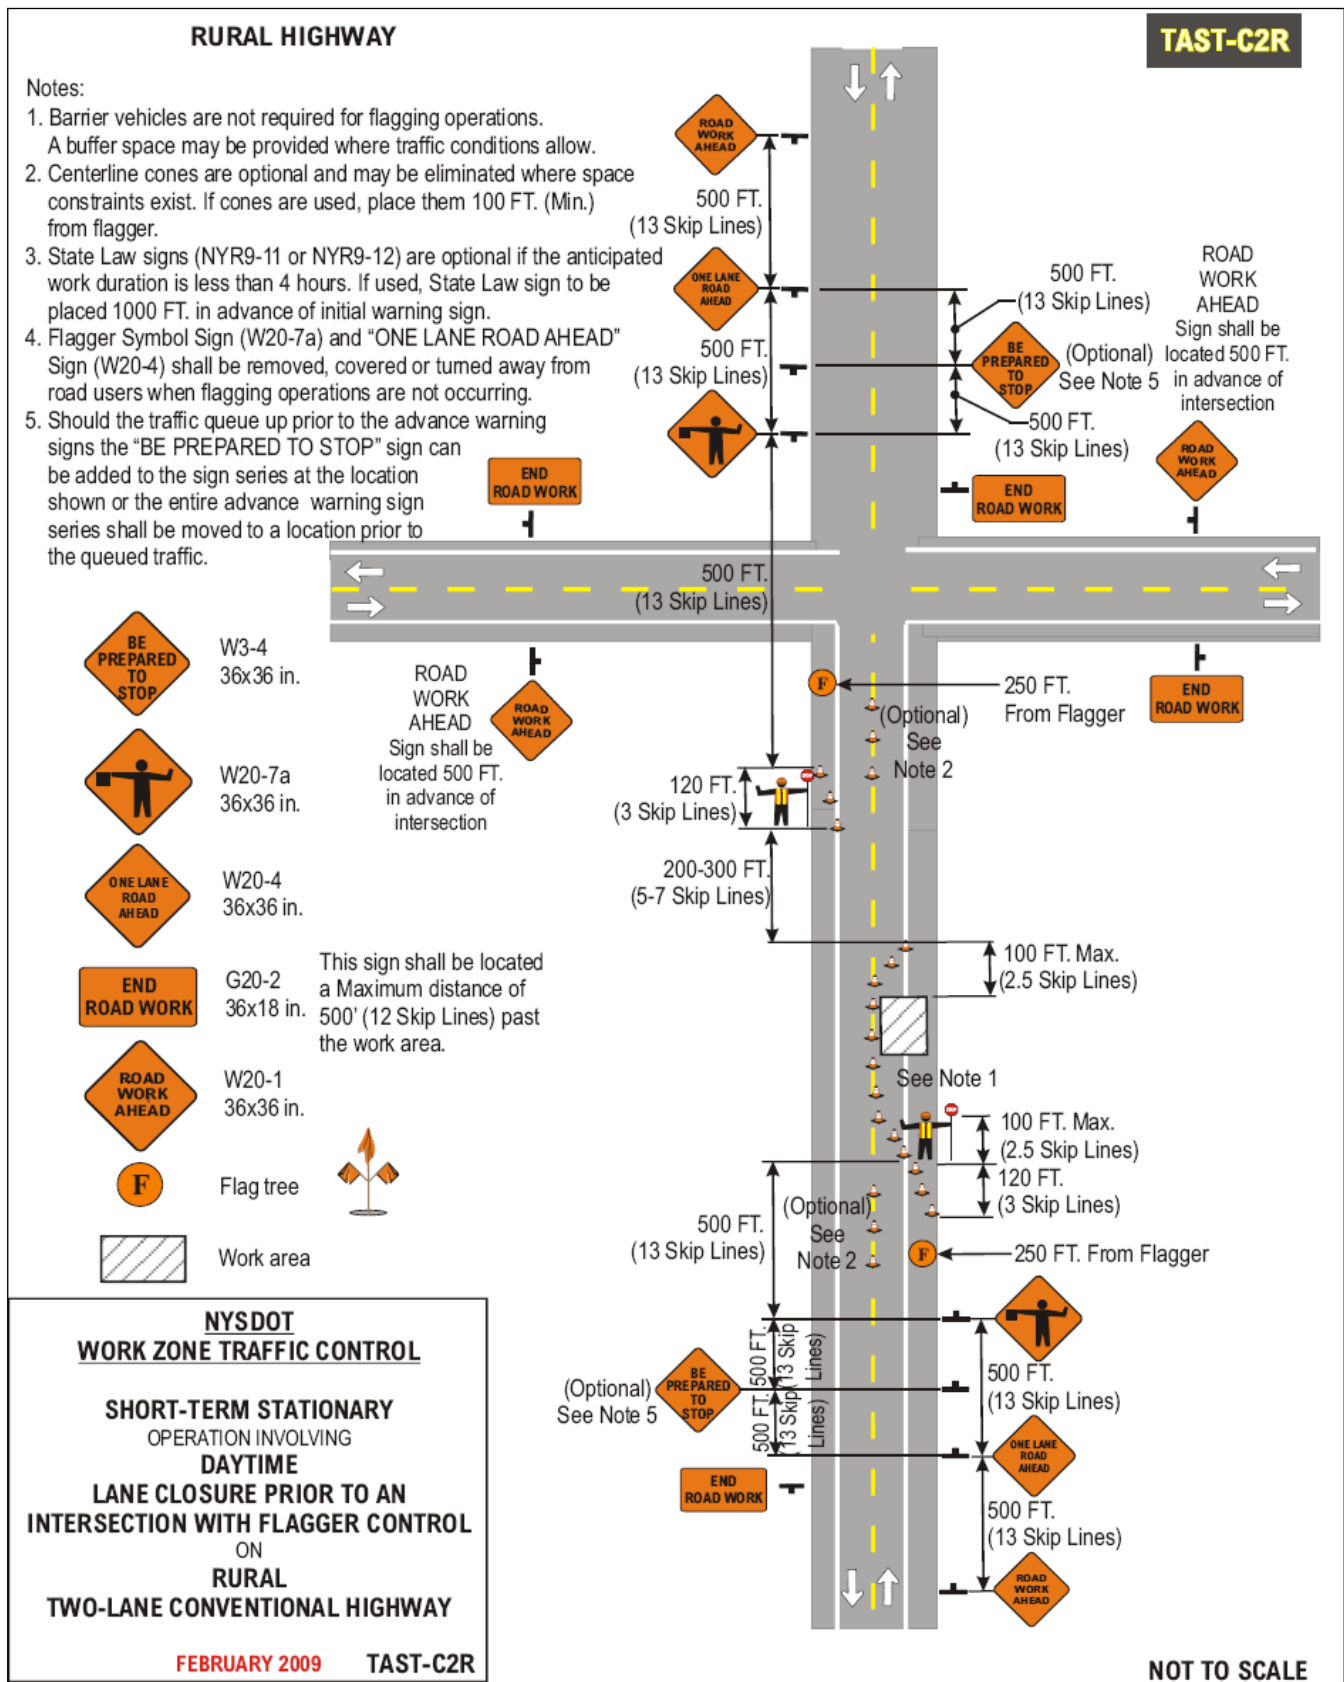 RURAL HIGHWAY
TAST-C2R
Notes:
1. Barrier vehicles are not required for flagging operations.
A buffer space may be provided where traffic conditions allow.
2. Centerline cones are optional and may be eliminated where space
constraints exist. If cones are used, place them 100 FT. (Min.)
from flagger.
3. State Law signs (NYR9-11 or NYR9-12) are optional if the anticipated
work duration is less than 4 hours. If used, State Law sign to be
placed 1000 FT. in advance of initial warning sign.
4. Flagger Symbol Sign (W20-7a) and “ONE LANE ROAD AHEAD”
Sign (W20-4) shall be removed, covered or turned away from
road users when flagging operations are not occurring.
5. Should the traffic queue up prior to the advance warning
signs the “BE PREPARED TO STOP” sign can
be added to the sign series at the location
shown or the entire advance warning sign
series shall be moved to a location prior to
the queued traffic.
ROAD
WORK
AHEAD
500 FT.
(13 Skip Lines)
ONE LANE
ROAD
AHEAD
500 FT.
(13 Skip Lines)
500 FT.
(13 Skip Lines)
BE
PREPARED
TO
STOP
(Optional)
See Note 5
500 FT.
(13 Skip Lines)
ROAD
WORK
AHEAD
Sign shall be
located 500 FT.
in advance of
intersection
ROAD
WORK
AHEAD
END
ROAD WORK
END
ROAD WORK
500 FT.
(13 Skip Lines)
BE
PREPARED
TO
STOP
W3-4
36x36 in.
W20-7a
36x36 in.
ONE LANE
ROAD
AHEAD
W20-4
36x36 in.
END
ROAD WORK
G20-2
36x18 in.
This sign shall be located
a Maximum distance of
500' (12 Skip Lines) past
the work area.
ROAD
WORK
AHEAD
W20-1
36x36 in.
F
Flag tree
Work area
ROAD
WORK
AHEAD
Sign shall be
located 500 FT.
in advance of
intersection
ROAD
WORK
AHEAD
F
250 FT.
From Flagger
END
ROAD WORK
(Optional)
See
Note 2
120 FT.
(3 Skip Lines)
STOP
200-300 FT.
(5-7 Skip Lines)
100 FT. Max.
(2.5 Skip Lines)
See Note 1
STOP
100 FT. Max.
(2.5 Skip Lines)
120 FT.
(3 Skip Lines)
500 FT.
(13 Skip Lines)
(Optional)
See
Note 2
F
250 FT. From Flagger
500 FT.
(13 Skip
Lines)
500 FT.
(13 Skip
Lines)
(Optional)
See Note 5
BE
PREPARED
TO
STOP
500 FT.
(13 Skip Lines)
ONE LANE
ROAD
AHEAD
END
ROAD WORK
500 FT.
(13 Skip Lines)
ROAD
WORK
AHEAD
NYSDOT
WORK ZONE TRAFFIC CONTROL
SHORT-TERM STATIONARY
OPERATION INVOLVING
DAYTIME
LANE CLOSURE PRIOR TO AN
INTERSECTION WITH FLAGGER CONTROL
ON
RURAL
TWO-LANE CONVENTIONAL HIGHWAY
FEBRUARY 2009 TAST-C2R
NOT TO SCALE